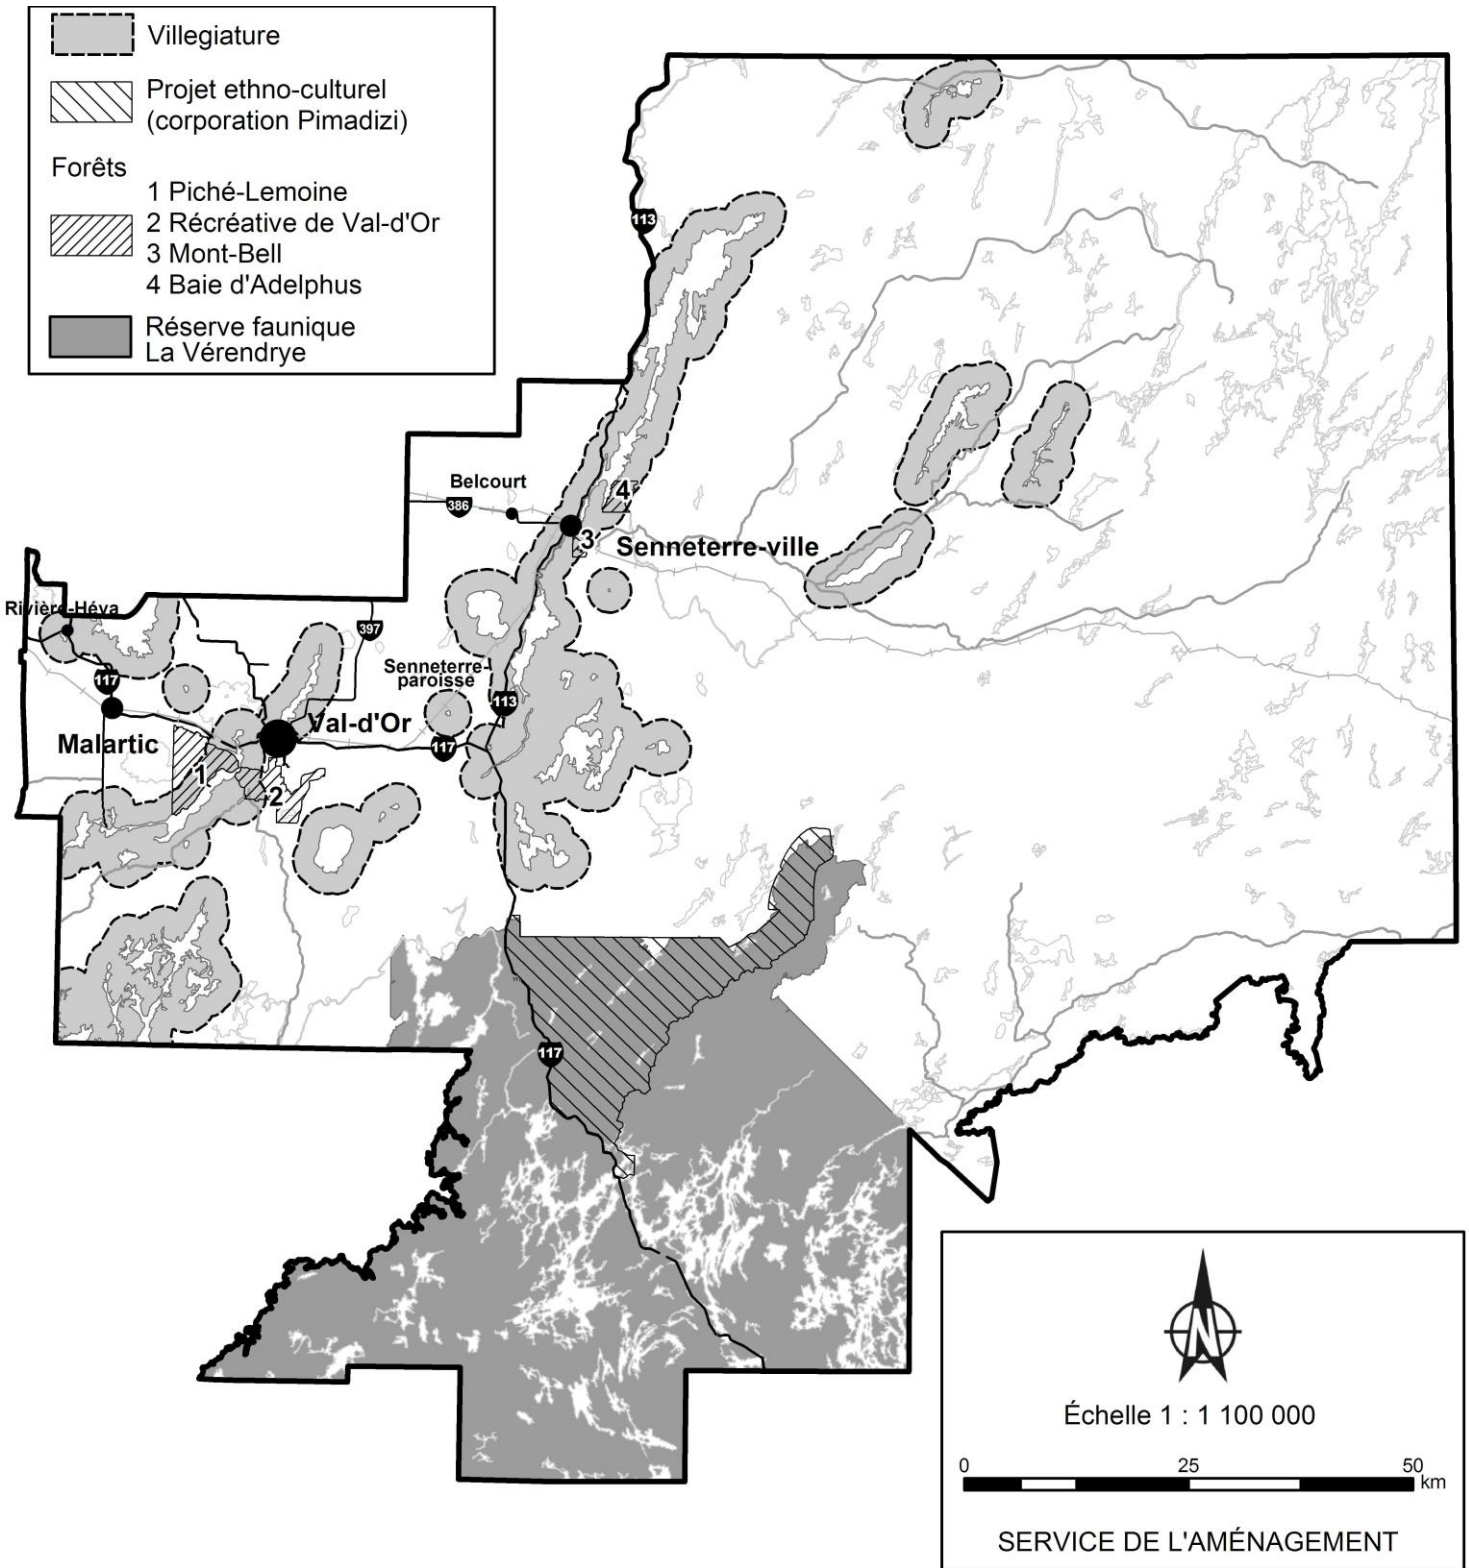 Villegiature
Projet ethno-culturel
(corporation Pimadizi)
Forêts
1 Piché-Lemoine
2 Récréative de Val-d'Or
3 Mont-Bell
4 Baie d'Adelphus
Réserve faunique
La Vérendrye
113
Belcourt
386
4
3
Senneterre-ville
Rivière-Héva
397
Senneterre-
paroisse
117
113
Val-d'Or
Malartic
117
1
2
117
Échelle 1 : 1 100 000
0 25 50
km
SERVICE DE L'AMÉNAGEMENT
N